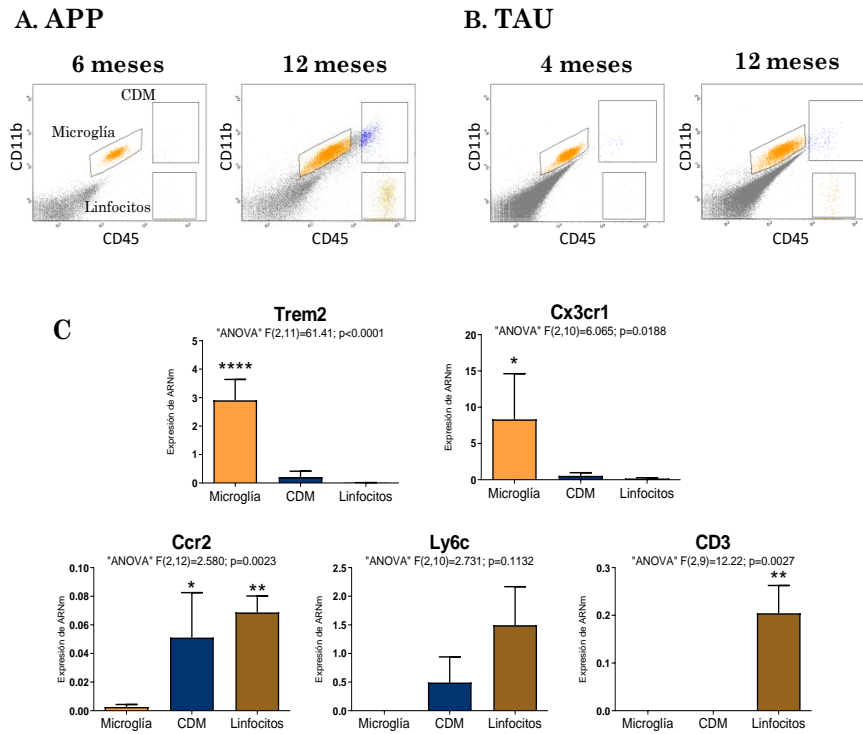 A. APP
B. TAU
6 meses
12 meses
4 meses
12 meses
CDM
Microglía
Linfocitos
CD11b
CD45
CD11b
CD45
CD11b
CD45
CD11b
CD45
C
Trem2
"ANOVA" F(2,11)=61.41; p<0.0001
Expresión de ARNm
5
4
3
2
1
0
****
Microglía CDM Linfocitos
Cx3cr1
"ANOVA" F(2,10)=6.065; p=0.0188
Expresión de ARNm
20
15
10
5
0
*
Microglía CDM Linfocitos
Ccr2
"ANOVA" F(2,12)=2.580; p=0.0023
Expresión de ARNm
0.10
0.08
0.06
0.04
0.02
0.00
* **
Microglía CDM Linfocitos
Ly6c
"ANOVA" F(2,10)=2.731; p=0.1132
Expresión de ARNm
2.5
2.0
1.5
1.0
0.5
0.0
Microglía CDM Linfocitos
CD3
"ANOVA" F(2,9)=12.22; p=0.0027
Expresión de ARNm
0.3
0.2
0.1
0.0
**
Microglía CDM Linfocitos